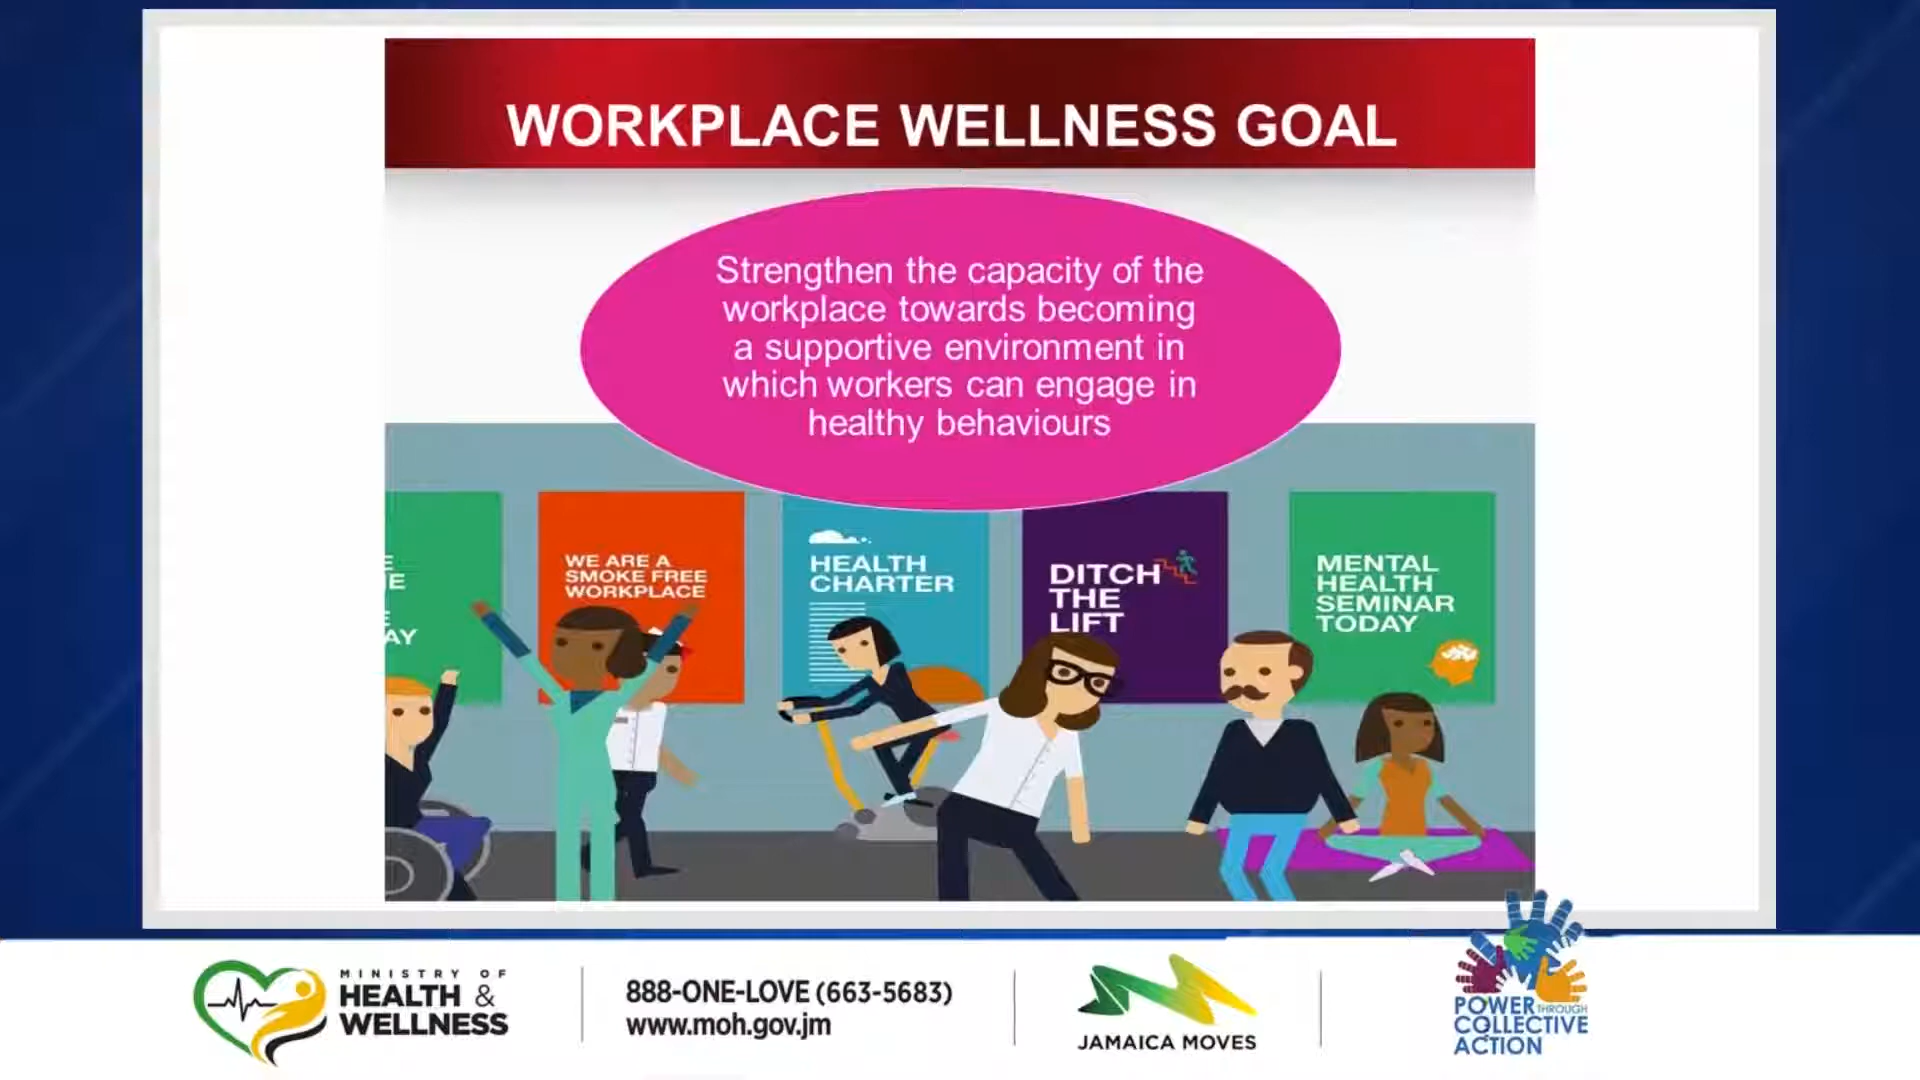 WORKPLACE WELLNESS GOAL
Strengthen the capacity of the
workplace towards becoming
a supportive environment in
which workers can engage in
healthy behaviours
WE ARE A
SMOKE FREE
WORKPLACE
HEALTH
CHARTER
DITCH
THE
LIFT
MENTAL
HEALTH
SEMINAR
TODAY
MINISTRY OF
HEALTH &
WELLNESS
888-ONE-LOVE (663-5683)
www.moh.gov.jm
JAMAICA MOVES
POWER THROUGH
COLLECTIVE
ACTION